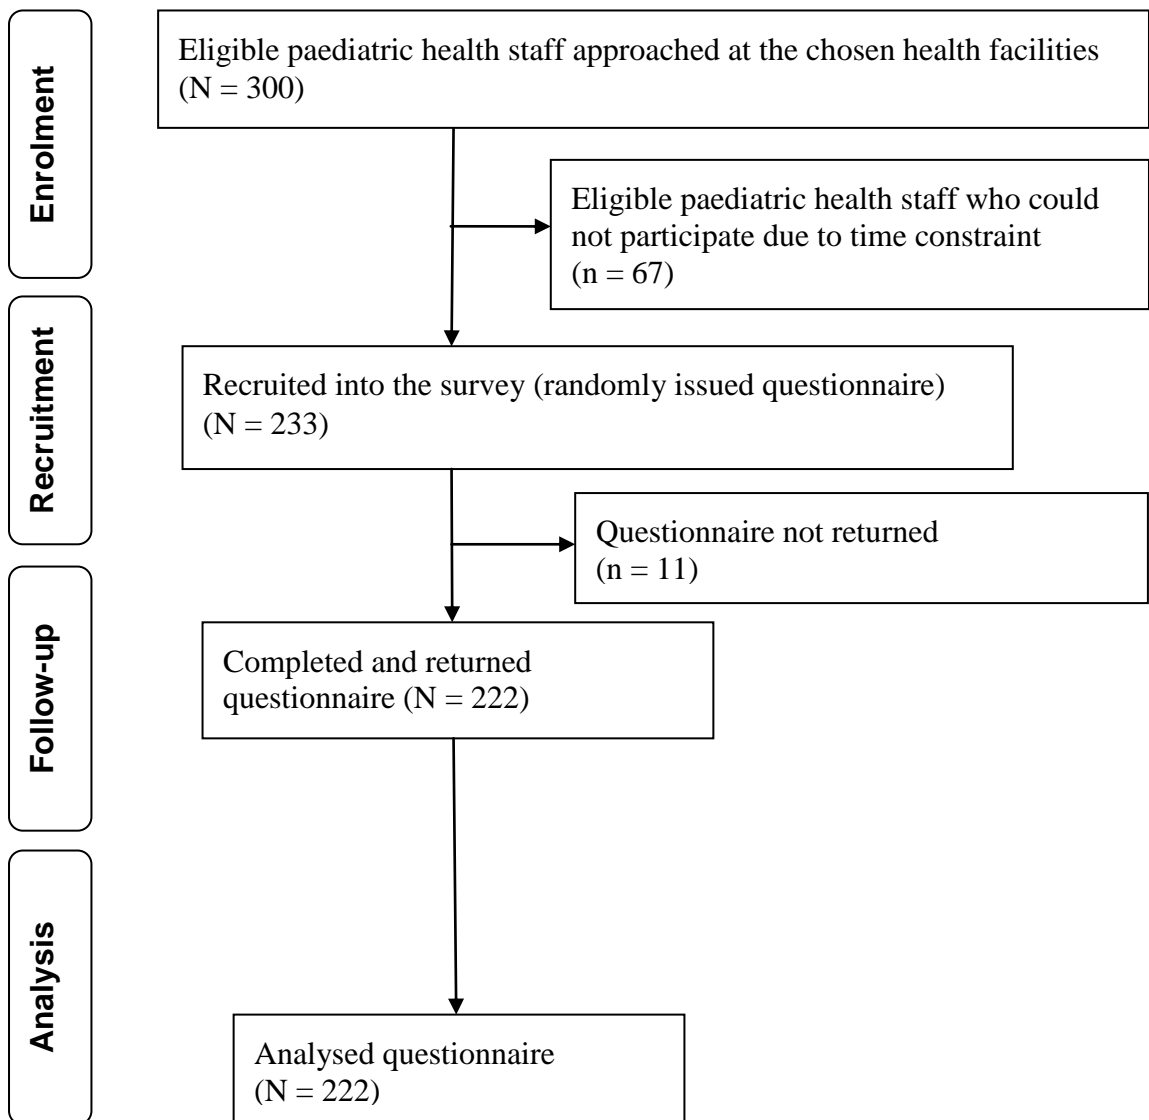 Enrolment
Eligible paediatric health staff approached at the chosen health facilities
(N = 300)
Eligible paediatric health staff who could
not participate due to time constraint
(n = 67)
Recruitment
Recruited into the survey (randomly issued questionnaire)
(N = 233)
Questionnaire not returned
(n = 11)
Follow-up
Completed and returned
questionnaire (N = 222)
Analysis
Analysed questionnaire
(N = 222)